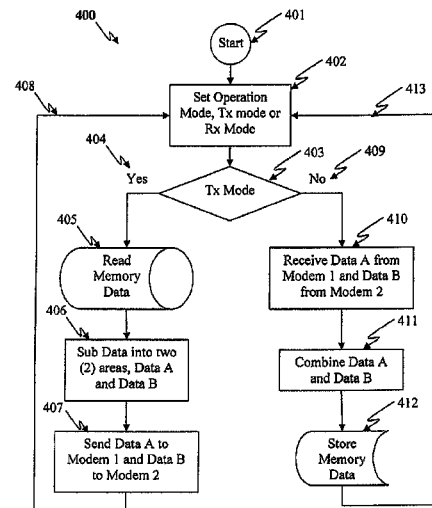 400
401
Start
402
408
413
Set Operation
Mode, Tx mode or
Rx Mode
404
403
409
Yes
Tx Mode
No
405
410
Read
Memory
Data
Receive Data A from
Modem 1 and Data B
from Modem 2
406
411
Sub Data into two
(2) areas, Data A
and Data B
Combine Data A
and Data B
407
412
Send Data A to
Modem 1 and Data B
to Modem 2
Store
Memory
Data